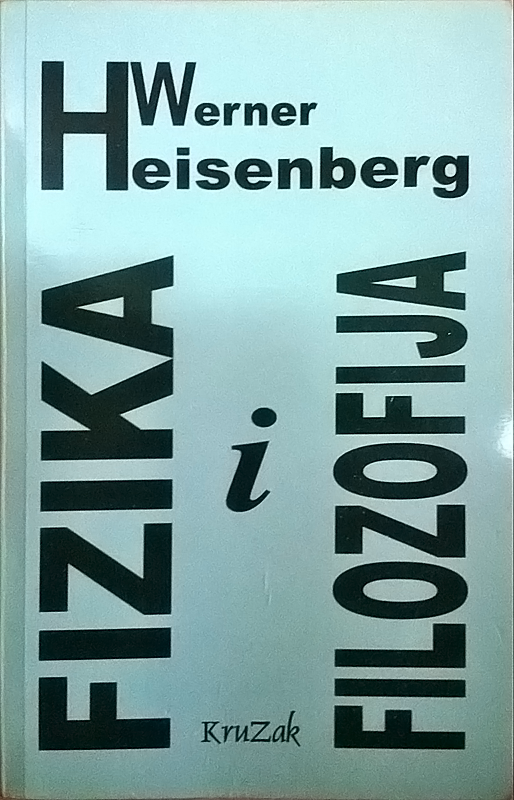 Werner
Heisenberg
FIZIKA
i
FILOZOFIJA
KruZak